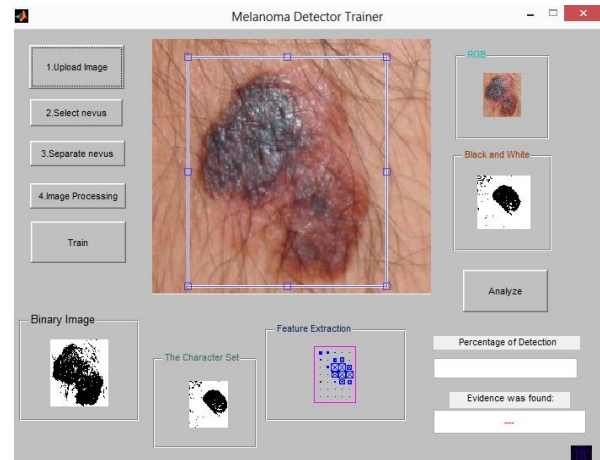 Melanoma Detector Trainer
1.Upload Image
2.Select nevus
3.Separate nevus
4.Image Processing
Train
RGB
Black and White
Analyze
Binary Image
The Character Set
Feature Extraction
Percentage of Detection
Evidence was found:
---